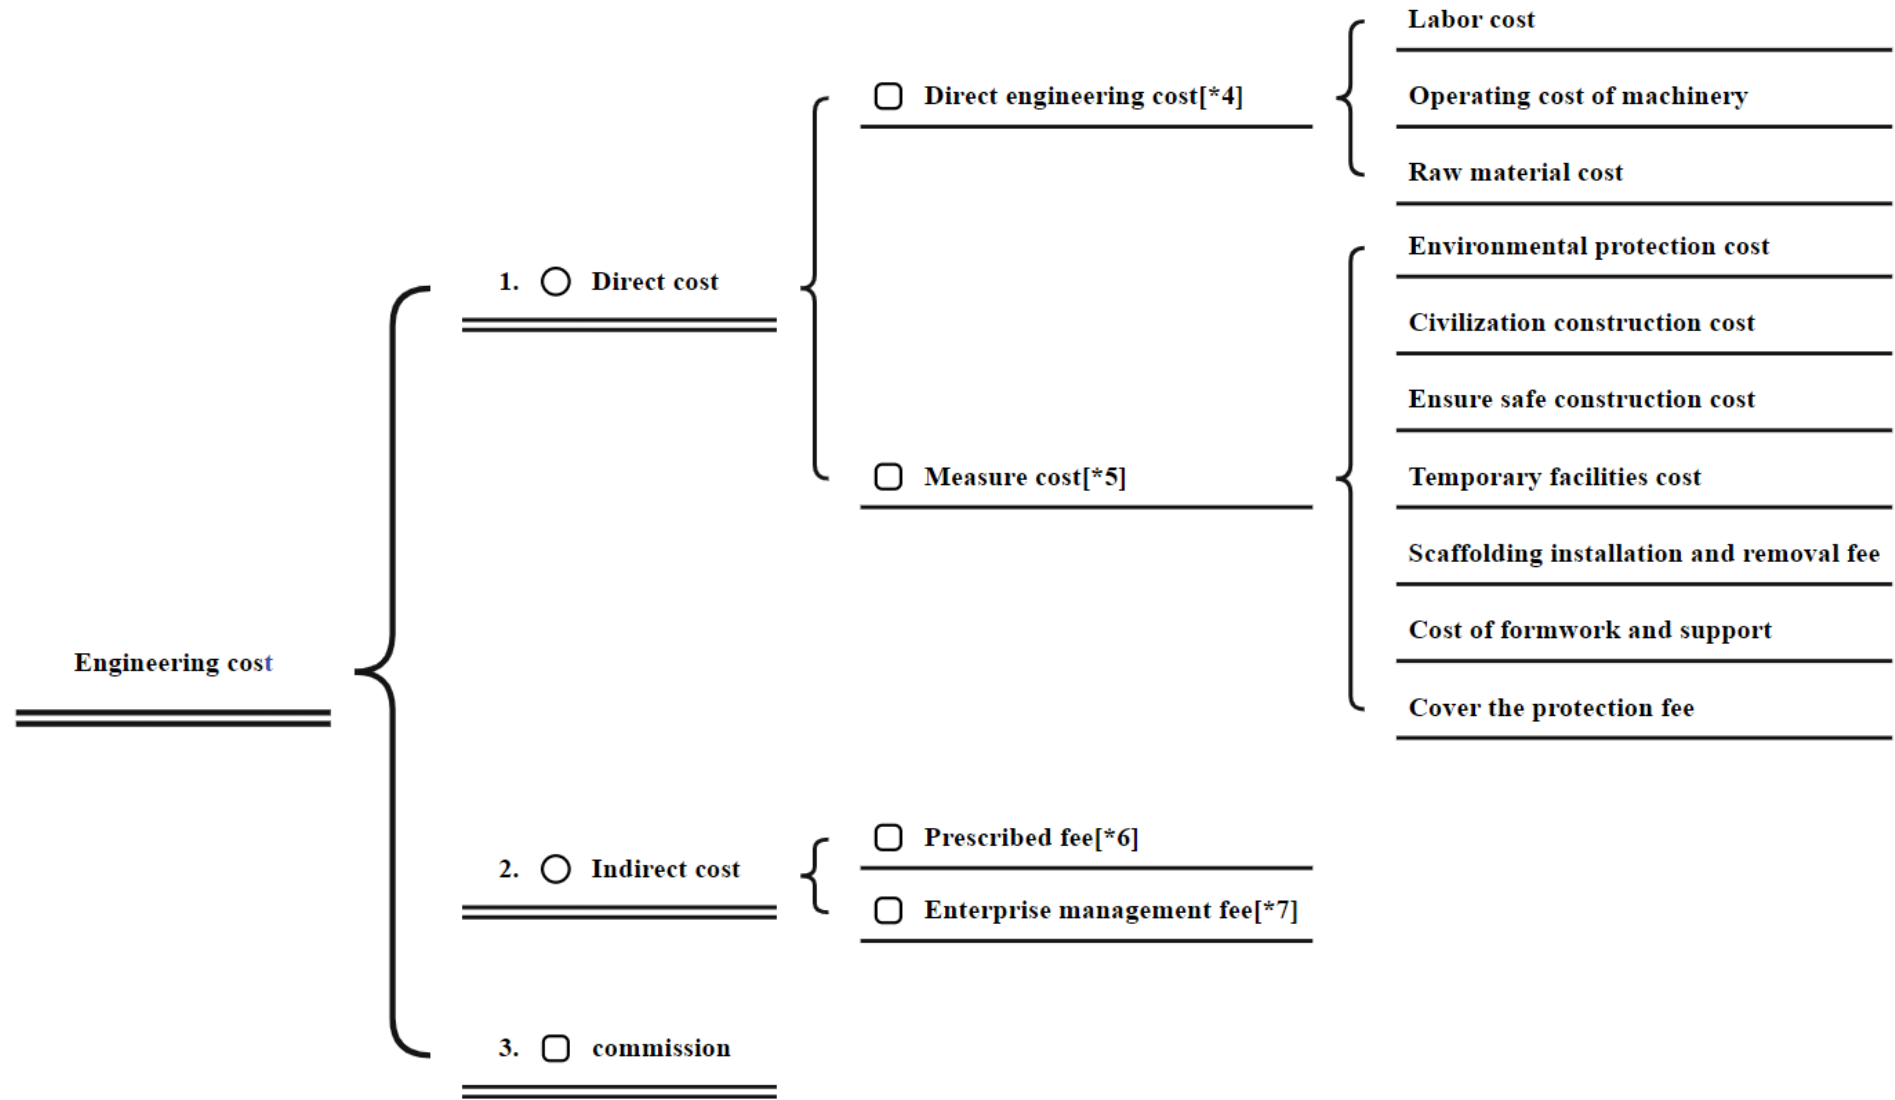 Engineering cost
1. Direct cost
Direct engineering cost[*4]
Labor cost
Operating cost of machinery
Raw material cost
Measure cost[*5]
Environmental protection cost
Civilization construction cost
Ensure safe construction cost
Temporary facilities cost
Scaffolding installation and removal fee
Cost of formwork and support
Cover the protection fee
2. Indirect cost
Prescribed fee[*6]
Enterprise management fee[*7]
3. commission